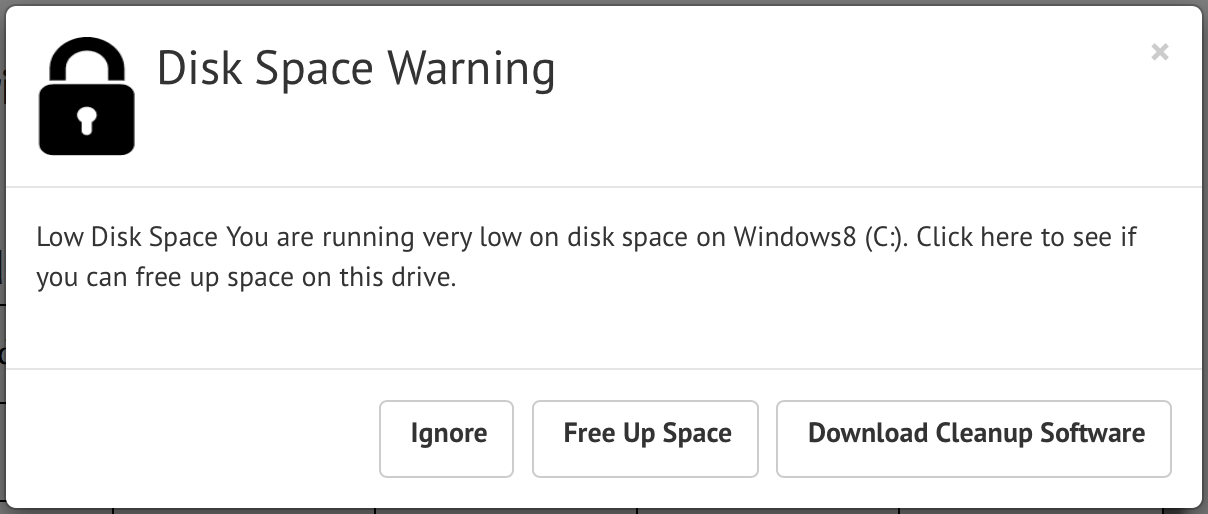 Disk Space Warning
×
Low Disk Space You are running very low on disk space on Windows8 (C:). Click here to see if
you can free up space on this drive.
Ignore
Free Up Space
Download Cleanup Software